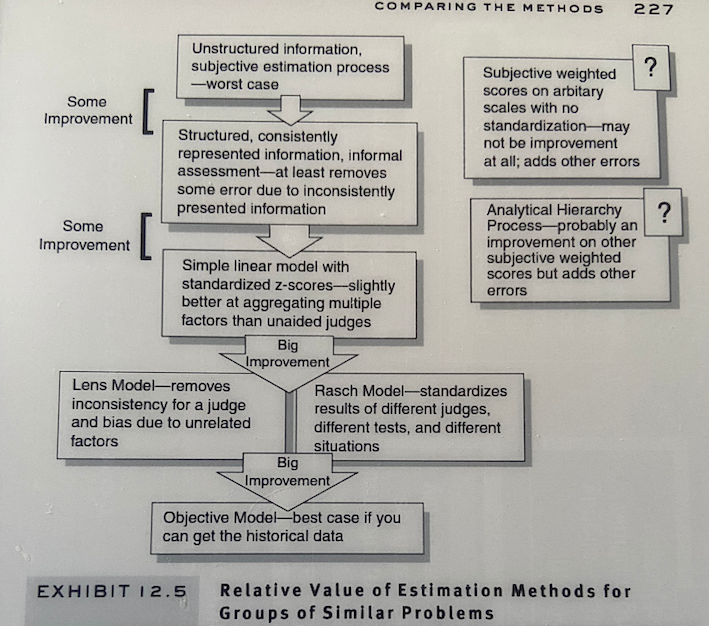 COMPARING THE METHODS 227
Unstructured information,
subjective estimation process
—worst case
Some
Improvement
Structured, consistently
represented information, informal
assessment—at least removes
some error due to inconsistently
presented information
Some
Improvement
Simple linear model with
standardized z-scores—slightly
better at aggregating multiple
factors than unaided judges
Big
Improvement
Lens Model—removes
inconsistency for a judge
and bias due to unrelated
factors
Rasch Model—standardizes
results of different judges,
different tests, and different
situations
Big
Improvement
Objective Model—best case if you
can get the historical data
?
Subjective weighted
scores on arbitary
scales with no
standardization—may
not be improvement
at all; adds other errors
?
Analytical Hierarchy
Process—probably an
improvement on other
subjective weighted
scores but adds other
errors
EXHIBIT 12.5 Relative Value of Estimation Methods for
Groups of Similar Problems